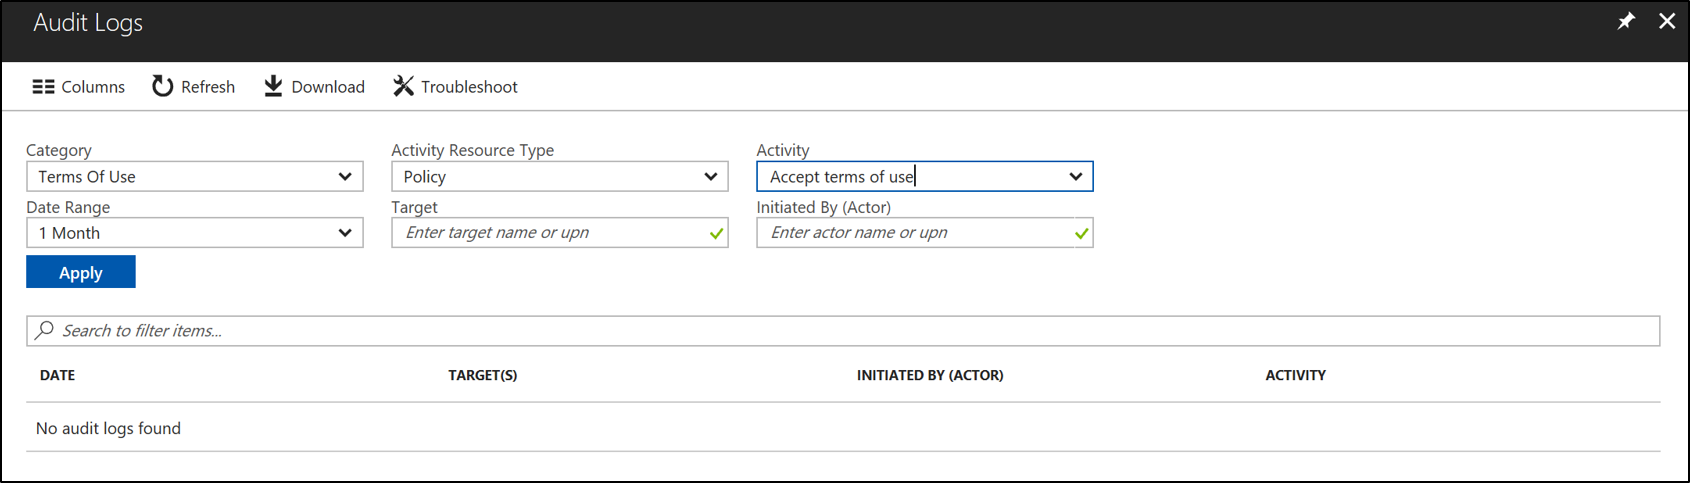 Audit Logs
Columns Refresh Download Troubleshoot
Category Activity Resource Type Activity
Terms Of Use Policy Accept terms of use
Date Range Target Initiated By (Actor)
1 Month Enter target name or upn Enter actor name or upn
Apply
Search to filter items...
DATE TARGET(S) INITIATED BY (ACTOR) ACTIVITY
No audit logs found